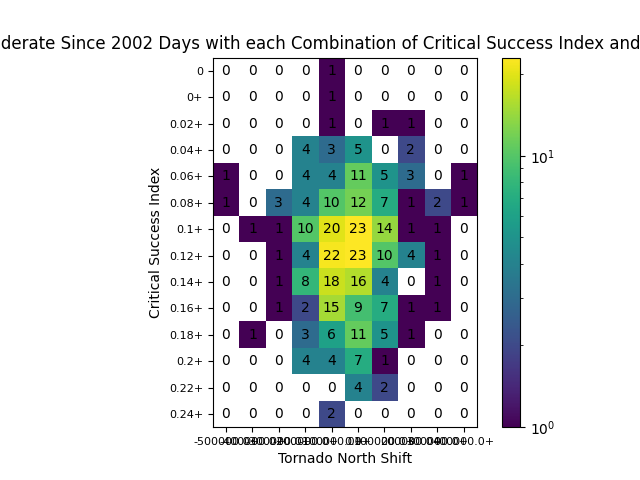 derate Since 2002 Days with each Combination of Critical Success Index and
0 0 0 0 0 1 0 0 0 0 0
0+ 0 0 0 0 1 0 0 0 0 0
0.02+ 0 0 0 0 1 0 1 1 0 0
0.04+ 0 0 0 4 3 5 0 2 0 0
0.06+ 1 0 0 4 4 11 5 3 0 1
0.08+ 1 0 3 4 10 12 7 1 2 1
0.1+ 0 1 1 10 20 23 14 1 1 0
0.12+ 0 0 1 4 22 23 10 4 1 0
0.14+ 0 0 1 8 18 16 4 0 1 0
0.16+ 0 0 1 2 15 9 7 1 1 0
0.18+ 0 1 0 3 6 11 5 1 0 0
0.2+ 0 0 0 4 4 7 1 0 0 0
0.22+ 0 0 0 0 0 4 2 0 0 0
0.24+ 0 0 0 0 2 0 0 0 0 0
Critical Success Index
Tornado North Shift
10^1
10^0